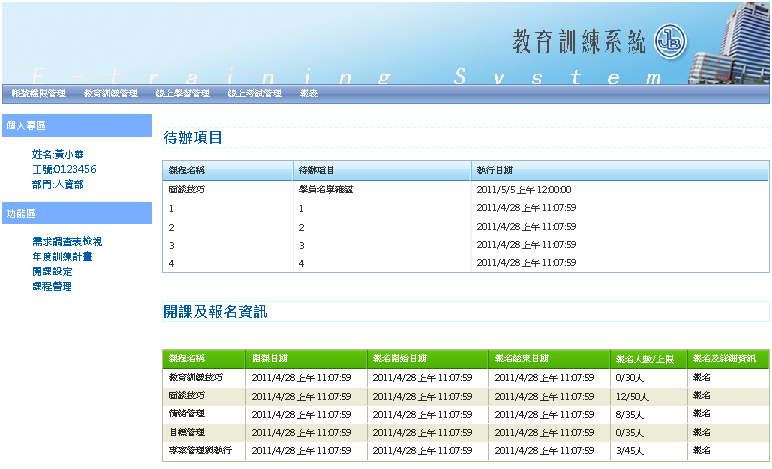 教育訓練系統
E-training System
帳號權限管理 教育訓練管理 線上學習管理 線上考試管理 報表
個人專區
姓名:黃小華
工號:0123456
部門:人資部
功能區
需求調查表檢視
年度訓練計畫
開課設定
課程管理
待辦項目
課程名稱 待辦項目 執行日期
面談技巧 學員名單確認 2011/5/5 上午 12:00:00
1 1 2011/4/28 上午 11:07:59
2 2 2011/4/28 上午 11:07:59
3 3 2011/4/28 上午 11:07:59
4 4 2011/4/28 上午 11:07:59
開課及報名資訊
課程名稱 開課日期 報名開始日期 報名結束日期 報名人數/上限 報名及詳細資訊
教育訓練技巧 2011/4/28 上午 11:07:59 2011/4/28 上午 11:07:59 2011/4/28 上午 11:07:59 0/30人 報名
面談技巧 2011/4/28 上午 11:07:59 2011/4/28 上午 11:07:59 2011/4/28 上午 11:07:59 12/50人 報名
情緒管理 2011/4/28 上午 11:07:59 2011/4/28 上午 11:07:59 2011/4/28 上午 11:07:59 8/35人 報名
目標管理 2011/4/28 上午 11:07:59 2011/4/28 上午 11:07:59 2011/4/28 上午 11:07:59 0/35人 報名
專案管理與執行 2011/4/28 上午 11:07:59 2011/4/28 上午 11:07:59 2011/4/28 上午 11:07:59 3/45人 報名